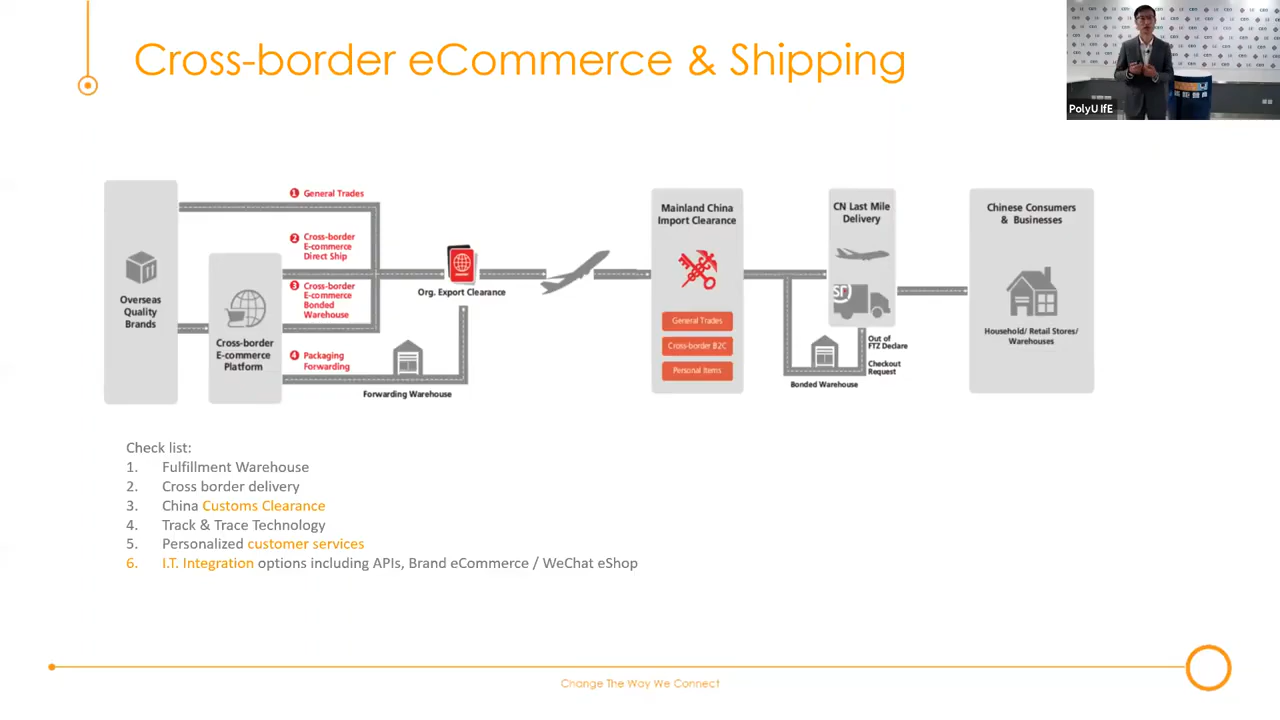 Cross-border eCommerce & Shipping
PolyU IfE
Overseas
Quality
Brands
Cross-border
E-commerce
Platform
1 General Trades
2 Cross-border
E-commerce
Direct Ship
3 Cross-border
E-commerce
Bonded
Warehouse
4 Packaging
Forwarding
Forwarding Warehouse
Org. Export Clearance
Mainland China
Import Clearance
General Trades
Cross-border B2C
Personal Items
Bonded Warehouse
CN Last Mile
Delivery
Out of
FTZ Declare
Checkout
Request
Chinese Consumers
& Businesses
Household/ Retail Stores/
Warehouses
Check list:
1. Fulfillment Warehouse
2. Cross border delivery
3. China Customs Clearance
4. Track & Trace Technology
5. Personalized customer services
6. I.T. Integration options including APIs, Brand eCommerce / WeChat eShop
Change The Way We Connect